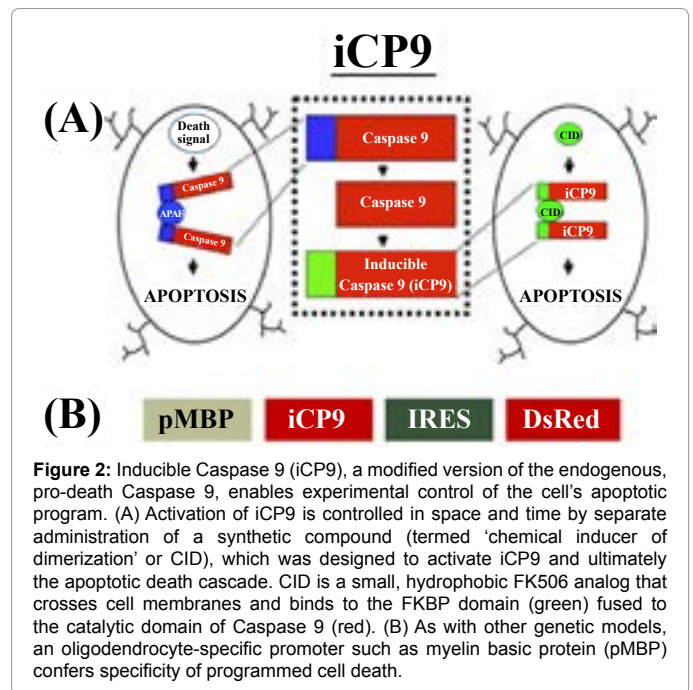 iCP9
(A)
Death
signal
Caspase 9
APAF
Caspase 9
APOPTOSIS
Caspase 9
Caspase 9
Inducible
Caspase 9 (iCP9)
CID
iCP9
CID
iCP9
APOPTOSIS
(B)
pMBP iCP9 IRES DsRed
Figure 2: Inducible Caspase 9 (iCP9), a modified version of the endogenous,
pro-death Caspase 9, enables experimental control of the cell's apoptotic
program. (A) Activation of iCP9 is controlled in space and time by separate
administration of a synthetic compound (termed 'chemical inducer of
dimerization' or CID), which was designed to activate iCP9 and ultimately
the apoptotic death cascade. CID is a small, hydrophobic FK506 analog that
crosses cell membranes and binds to the FKBP domain (green) fused to
the catalytic domain of Caspase 9 (red). (B) As with other genetic models,
an oligodendrocyte-specific promoter such as myelin basic protein (pMBP)
confers specificity of programmed cell death.